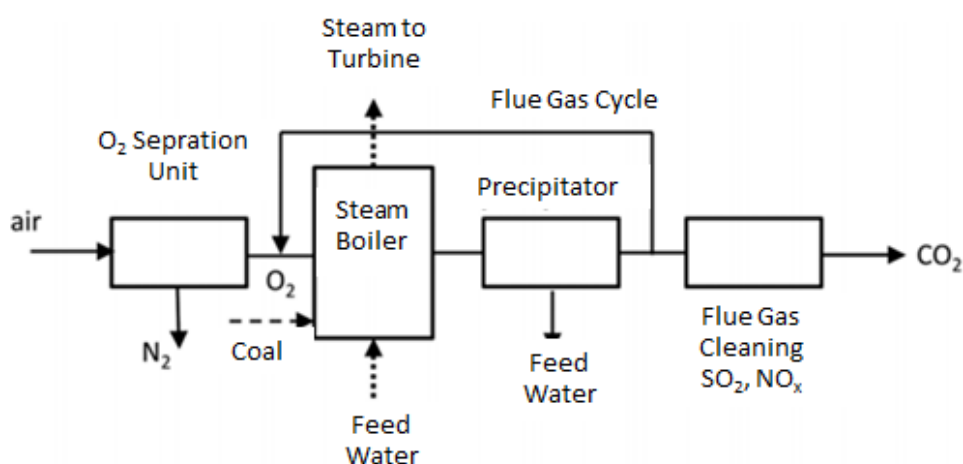 Steam to
Turbine
Flue Gas Cycle
O₂ Sepration
Unit
Precipitator
air
Steam
Boiler
O₂
CO₂
N₂
Coal
Feed
Water
Feed
Water
Flue Gas
Cleaning
SO₂, NOₓ